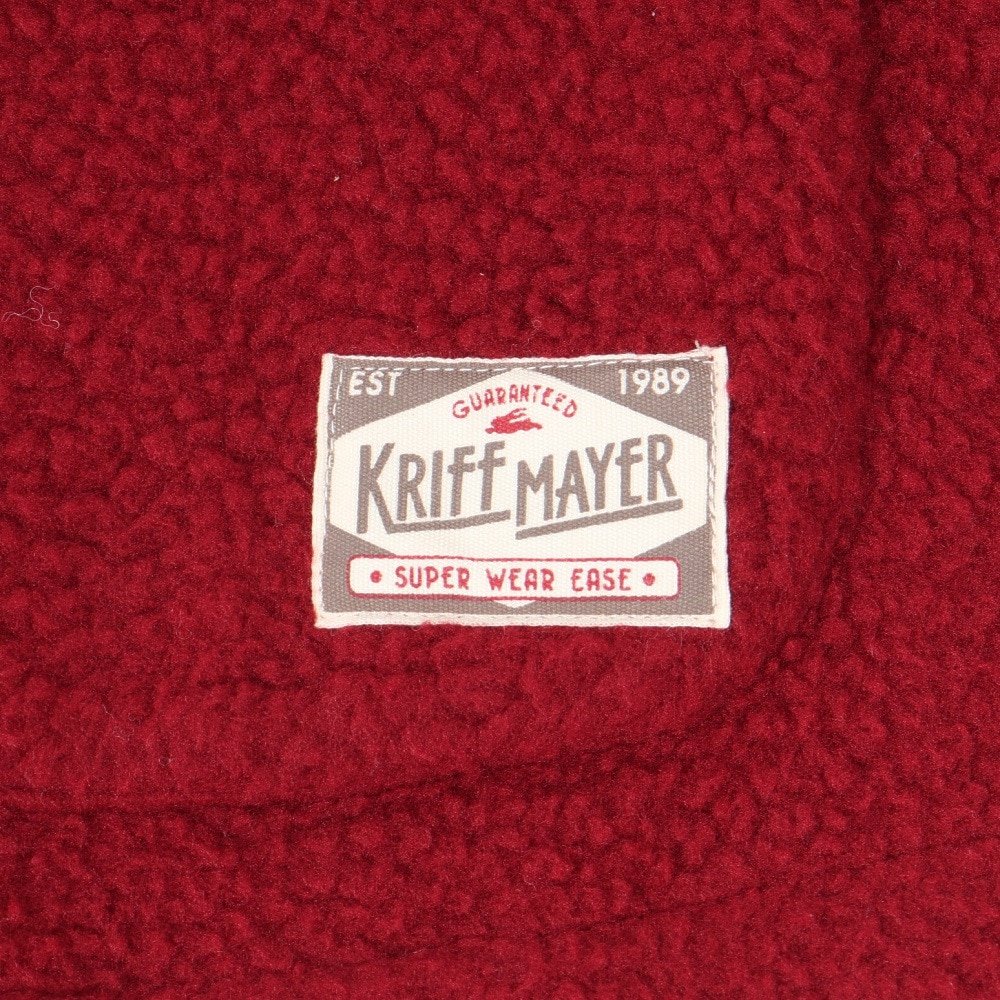 EST 1989
GUARANTEED
KRIFF MAYER
• SUPER WEAR EASE •